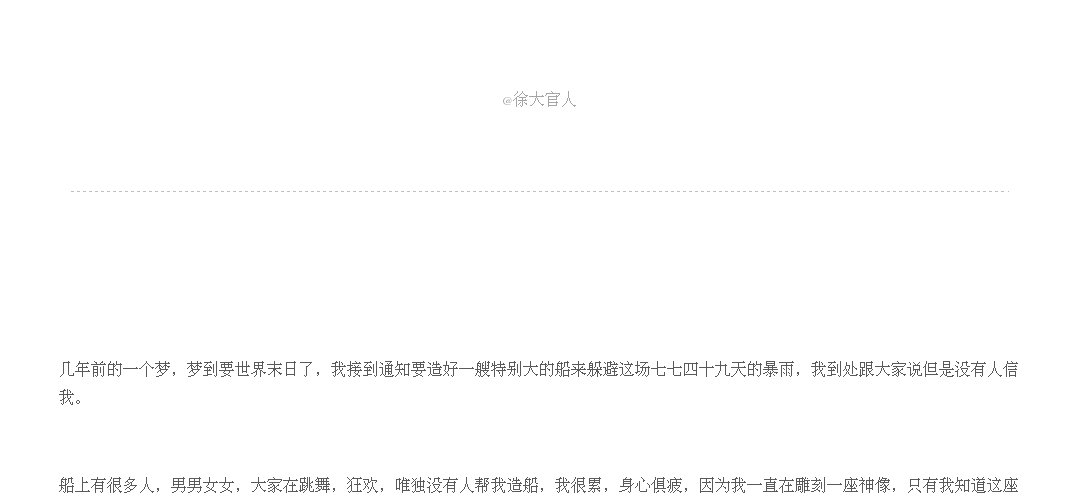 @徐大官人
几年前的一个梦，梦到要世界末日了，我接到通知要造好一艘特别大的船来躲避这场七七四十九天的暴雨，我到处跟大家说但是没有人信
我。
船上有很多人，男男女女，大家在跳舞，狂欢，唯独没有人帮我造船，我很累，身心俱疲，因为我一直在雕刻一座神像，只有我知道这座